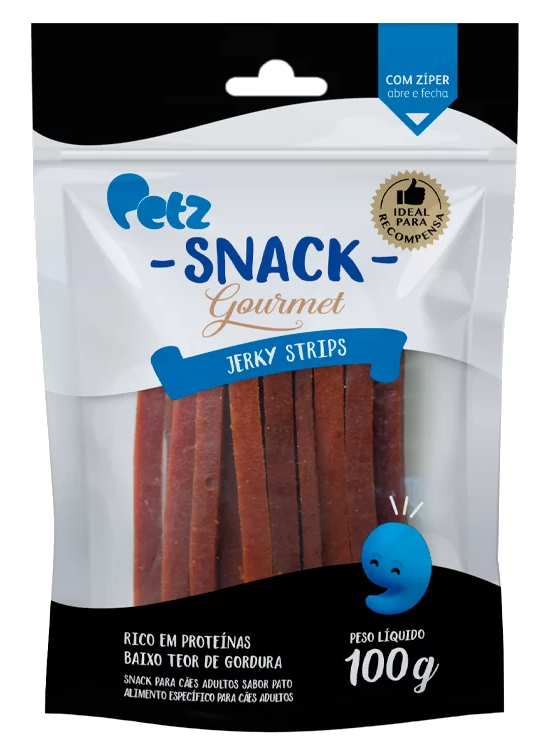 COM ZÍPER
abre e fecha
Petz
IDEAL
PARA
RECOMPENSA
-SNACK-
Gourmet
JERKY STRIPS
RICO EM PROTEÍNAS
BAIXO TEOR DE GORDURA
SNACK PARA CÃES ADULTOS SABOR PATO
ALIMENTO ESPECÍFICO PARA CÃES ADULTOS
PESO LÍQUIDO
100g